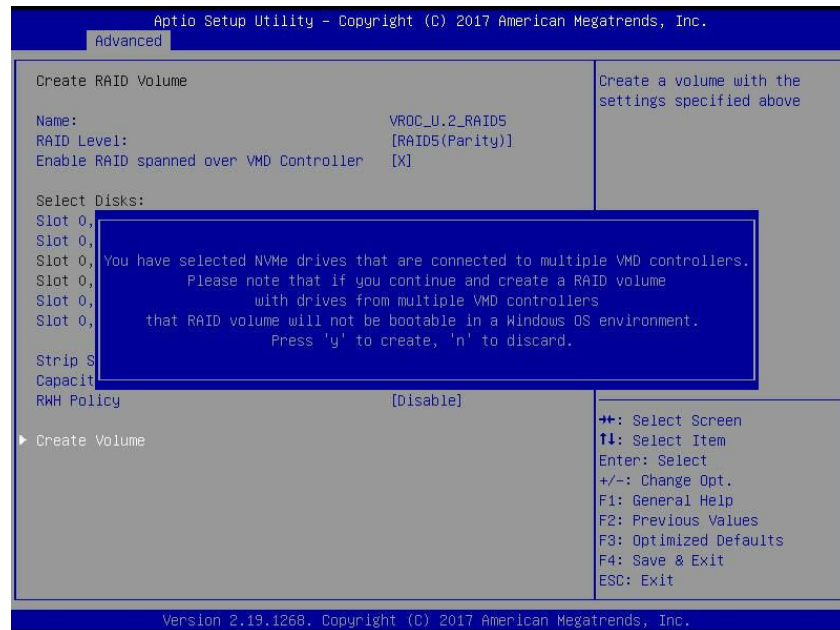 Aptio Setup Utility – Copyright (C) 2017 American Megatrends, Inc.
Advanced
Create RAID Volume
Name: VROC_U.2_RAID5
RAID Level: [RAID5(Parity)]
Enable RAID spanned over VMD Controller [X]
Select Disks:
Slot 0,
Slot 0,
Slot 0,
Slot 0,
Slot 0,
Slot 0,
You have selected NVMe drives that are connected to multiple VMD controllers.
Please note that if you continue and create a RAID volume
with drives from multiple VMD controllers
that RAID volume will not be bootable in a Windows OS environment.
Press 'y' to create, 'n' to discard.
Strip S
Capacit
RWH Policy [Disable]
Create Volume
Create a volume with the
settings specified above
→←: Select Screen
↑↓: Select Item
Enter: Select
+/-: Change Opt.
F1: General Help
F2: Previous Values
F3: Optimized Defaults
F4: Save & Exit
ESC: Exit
Version 2.19.1268. Copyright (C) 2017 American Megatrends, Inc.